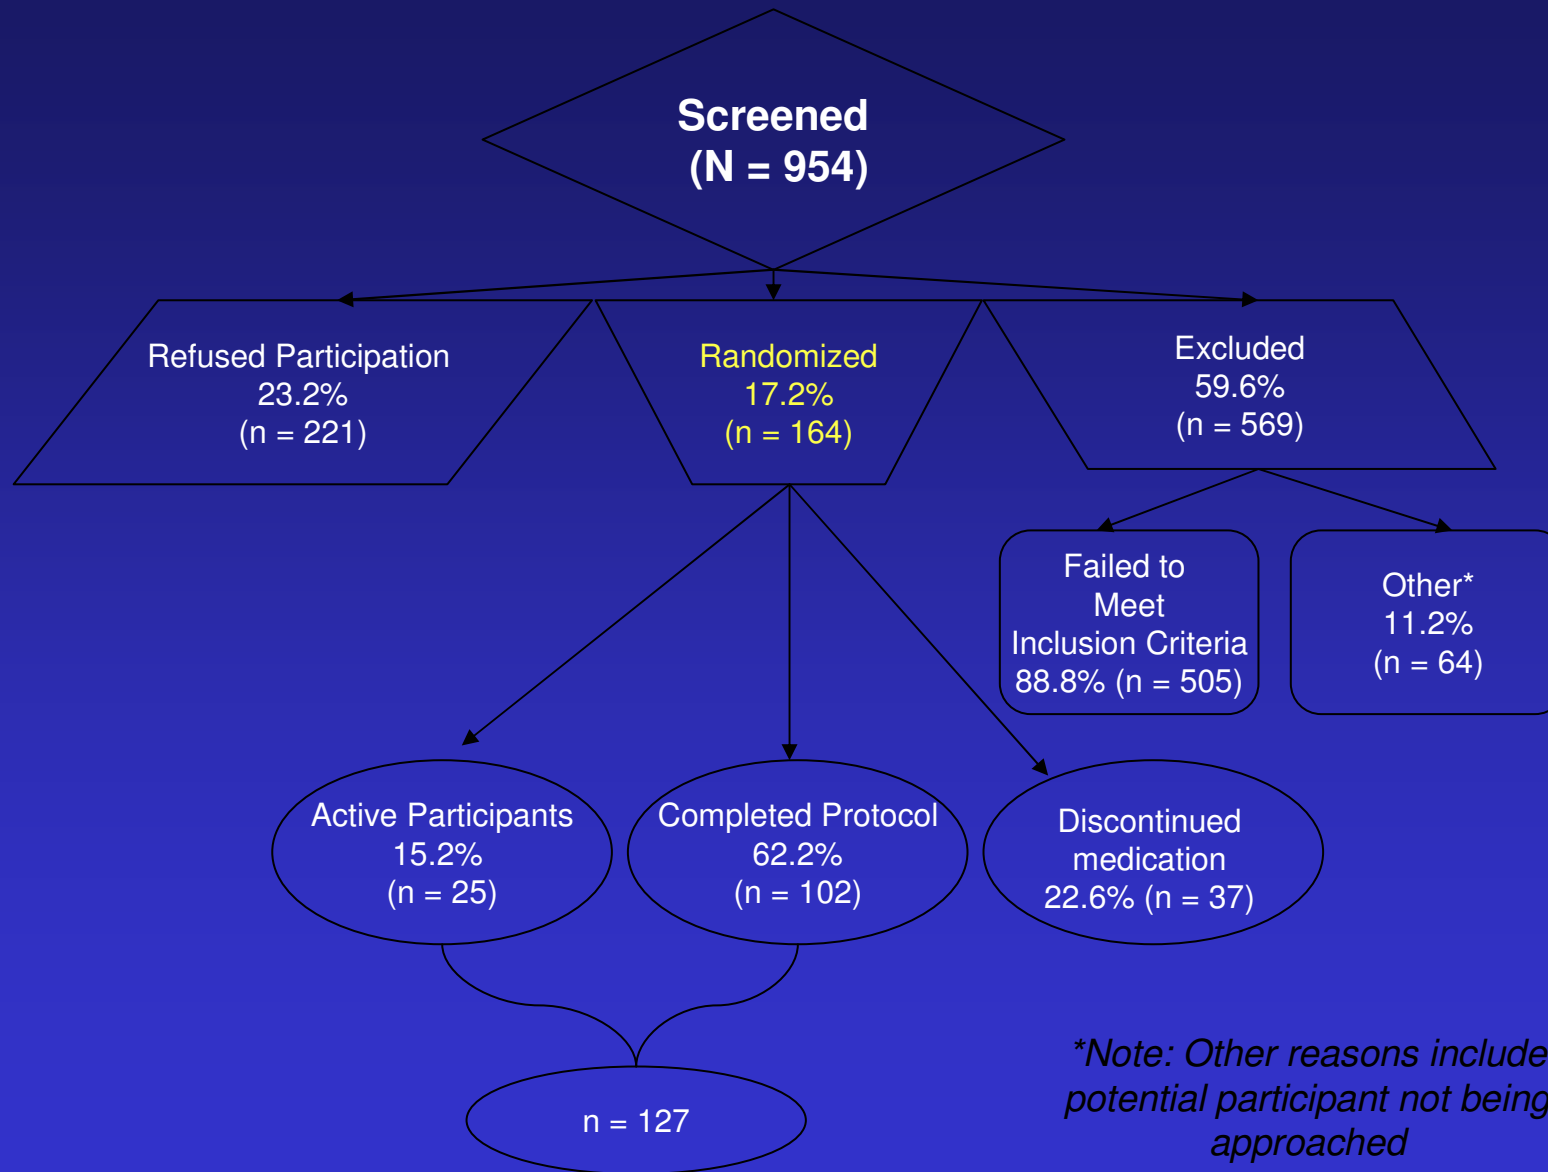 Screened
(N = 954)
Refused Participation
23.2%
(n = 221)
Randomized
17.2%
(n = 164)
Excluded
59.6%
(n = 569)
Failed to
Meet
Inclusion Criteria
88.8% (n = 505)
Other*
11.2%
(n = 64)
Active Participants
15.2%
(n = 25)
Completed Protocol
62.2%
(n = 102)
Discontinued
medication
22.6% (n = 37)
n = 127
*Note: Other reasons include
potential participant not being
approached